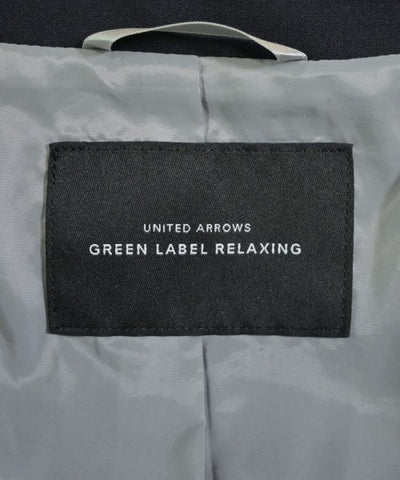 UNITED ARROWS
GREEN LABEL RELAXING